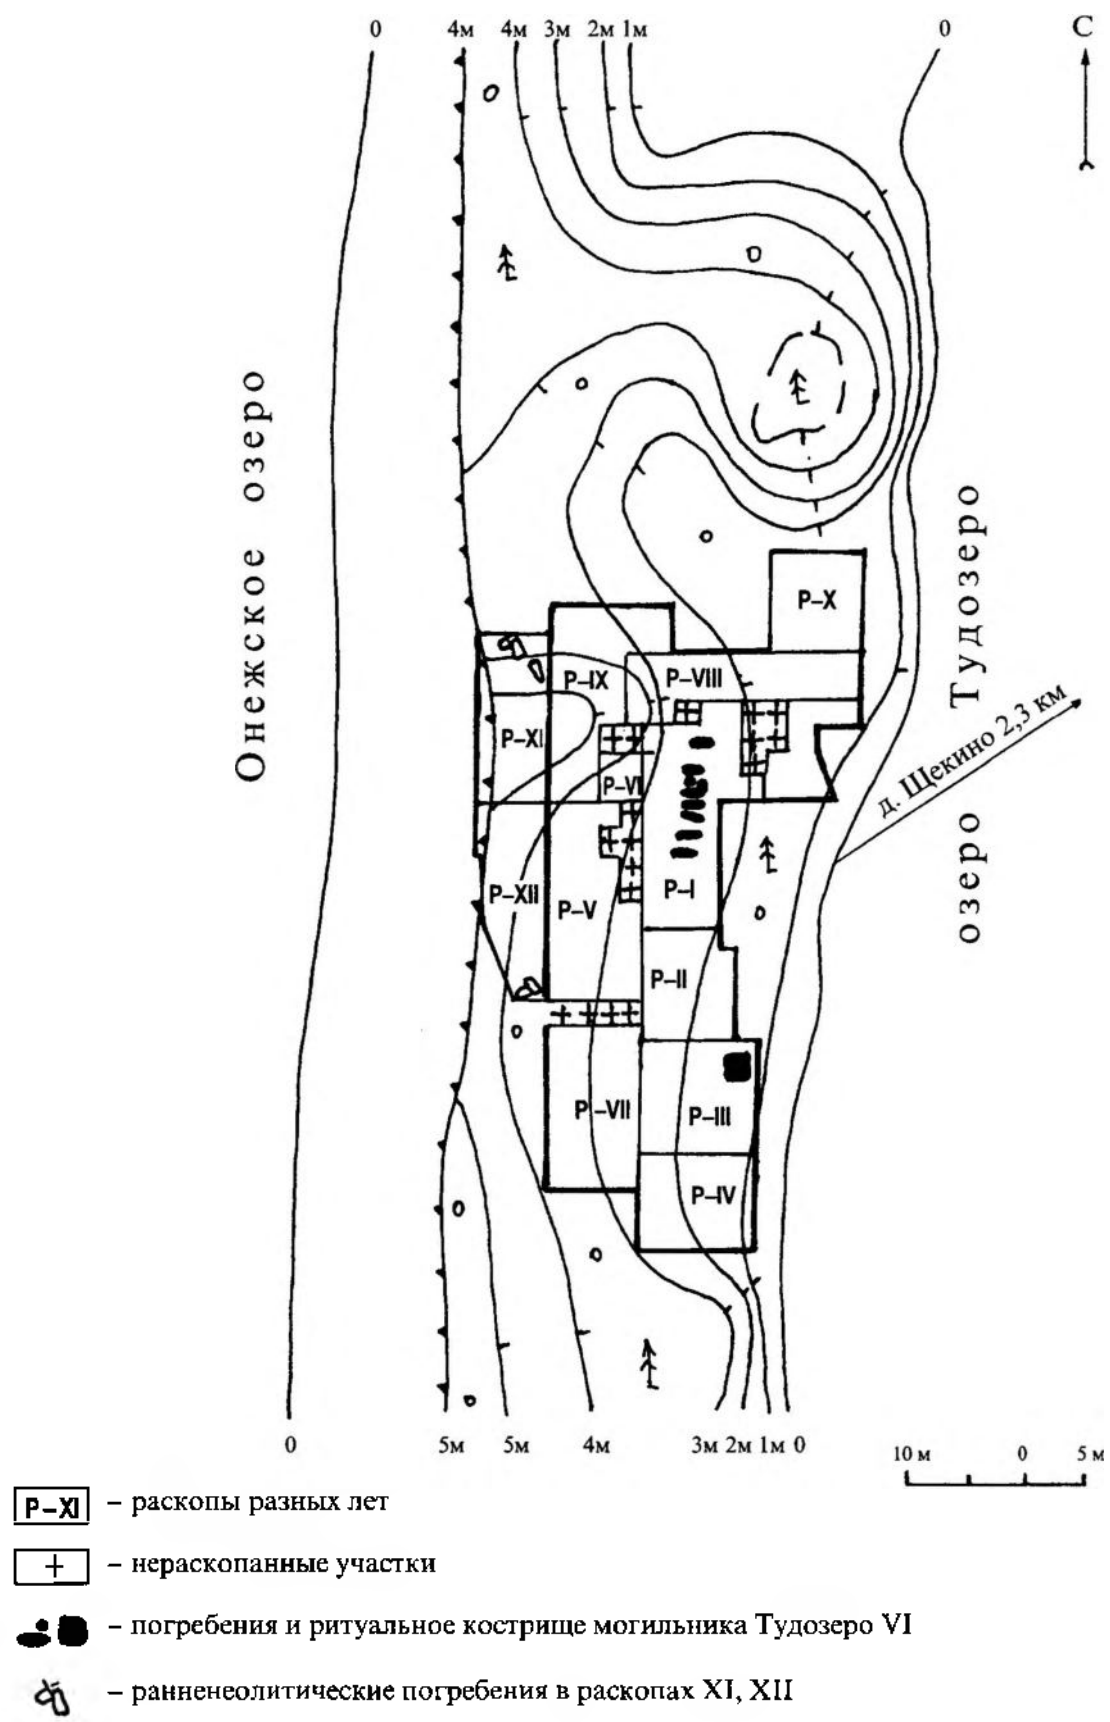 0 4м 4м 3м 2м 1м 0 С
Онежское озеро
озеро Тудозеро
Р–X
Р–IX
Р–VIII
Р–XI
Р–VI
д. Щекино 2,3 км
Р–I
Р–XII
Р–V
Р–II
Р–VII
Р–III
Р–IV
0 5м 5м 4м 3м 2м 1м 0
10 м 0 5 м
Р–XI – раскопы разных лет
+ – нераскопанные участки
– погребения и ритуальное кострище могильника Тудозеро VI
– ранненеолитические погребения в раскопах XI, XII